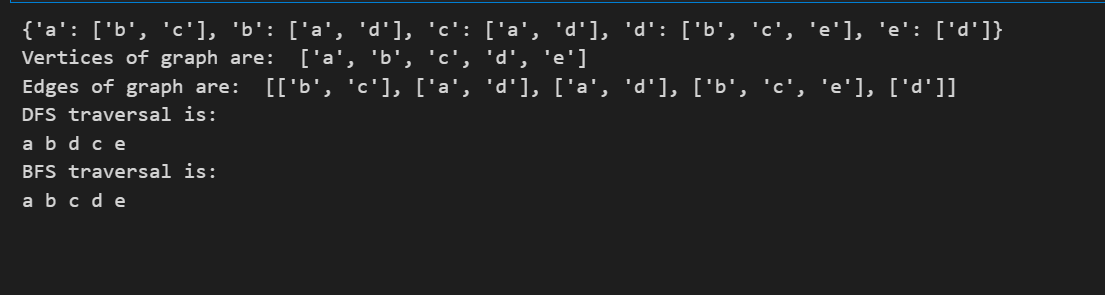 {'a': ['b', 'c'], 'b': ['a', 'd'], 'c': ['a', 'd'], 'd': ['b', 'c', 'e'], 'e': ['d']}
Vertices of graph are:  ['a', 'b', 'c', 'd', 'e']
Edges of graph are:  [['b', 'c'], ['a', 'd'], ['a', 'd'], ['b', 'c', 'e'], ['d']]
DFS traversal is:
a b d c e
BFS traversal is:
a b c d e